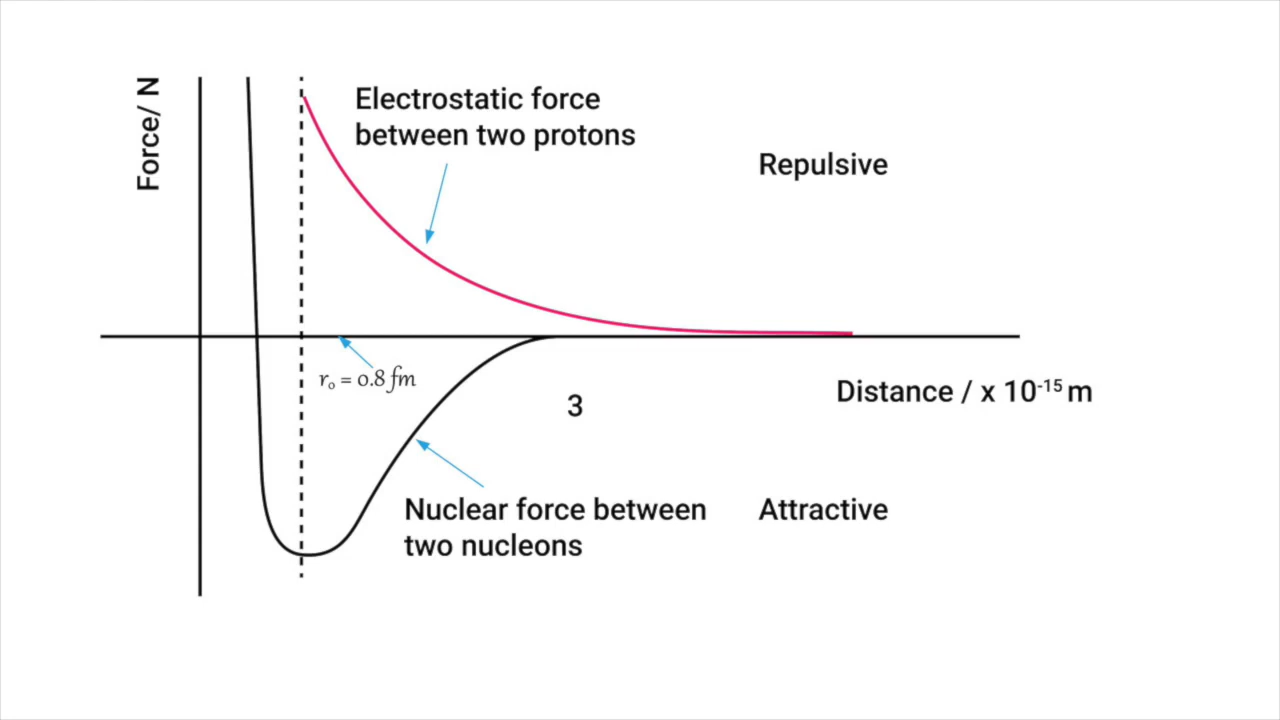 Force/ N
Electrostatic force
between two protons
Repulsive
r₀ = 0.8 fm
3
Distance / x 10⁻¹⁵ m
Nuclear force between
two nucleons
Attractive